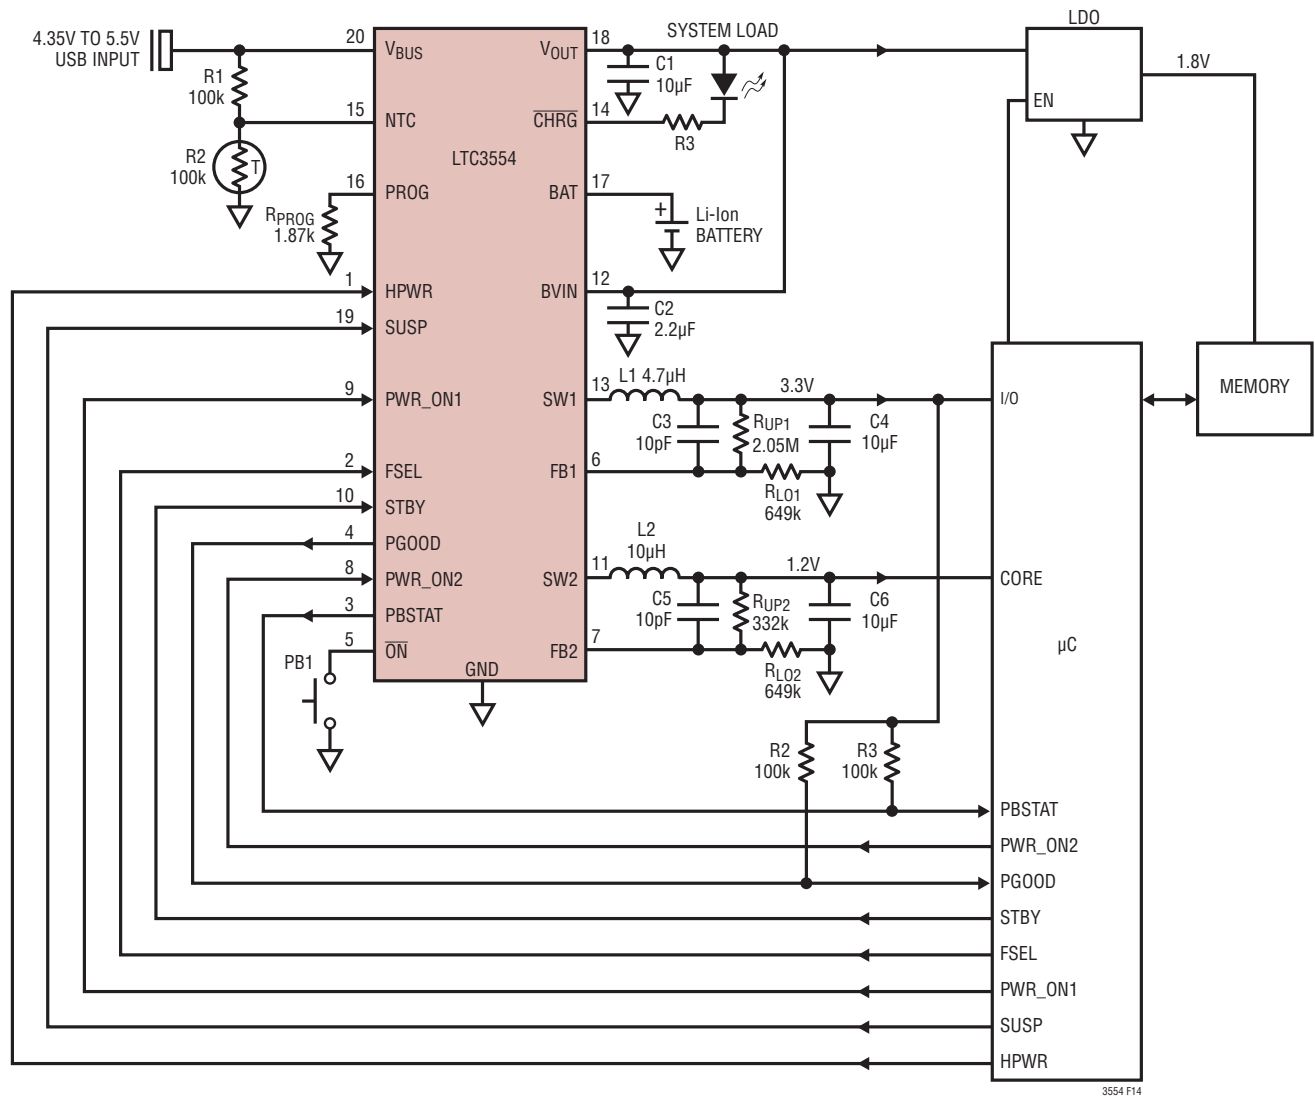 4.35V TO 5.5V
USB INPUT
R1
100k
R2
100k
T
RPROG
1.87k
20
VBUS
15
NTC
16
PROG
1
HPWR
19
SUSP
9
PWR_ON1
2
FSEL
10
STBY
4
PGOOD
8
PWR_ON2
3
PBSTAT
5
ON
PB1
LTC3554
GND
VOUT
18
CHRG
14
BAT
17
BVIN
12
SW1
13
FB1
6
SW2
11
FB2
7
SYSTEM LOAD
C1
10µF
R3
+
Li-Ion
BATTERY
C2
2.2µF
L1 4.7µH
3.3V
C3
10pF
RUP1
2.05M
C4
10µF
RLO1
649k
L2
10µH
1.2V
C5
10pF
RUP2
332k
C6
10µF
RLO2
649k
R2
100k
R3
100k
LDO
EN
1.8V
MEMORY
I/O
CORE
µC
PBSTAT
PWR_ON2
PGOOD
STBY
FSEL
PWR_ON1
SUSP
HPWR
3554 F14